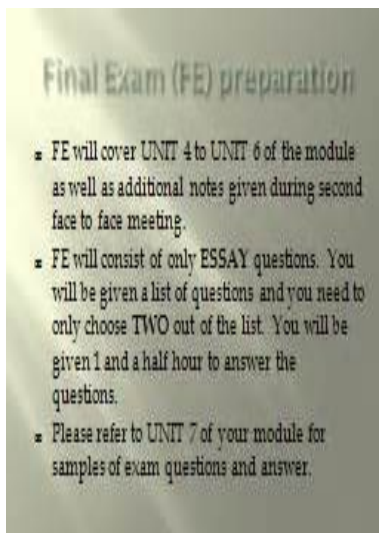 Final Exam (FE) preparation
FE will cover UNIT 4 to UNIT 6 of the module
as well as additional notes given during second
face to face meeting.
FE will consist of only ESSAY questions. You
will be given a list of questions and you need to
only choose TWO out of the list. You will be
given 1 and a half hour to answer the
questions.
Please refer to UNIT 7 of your module for
samples of exam questions and answer.